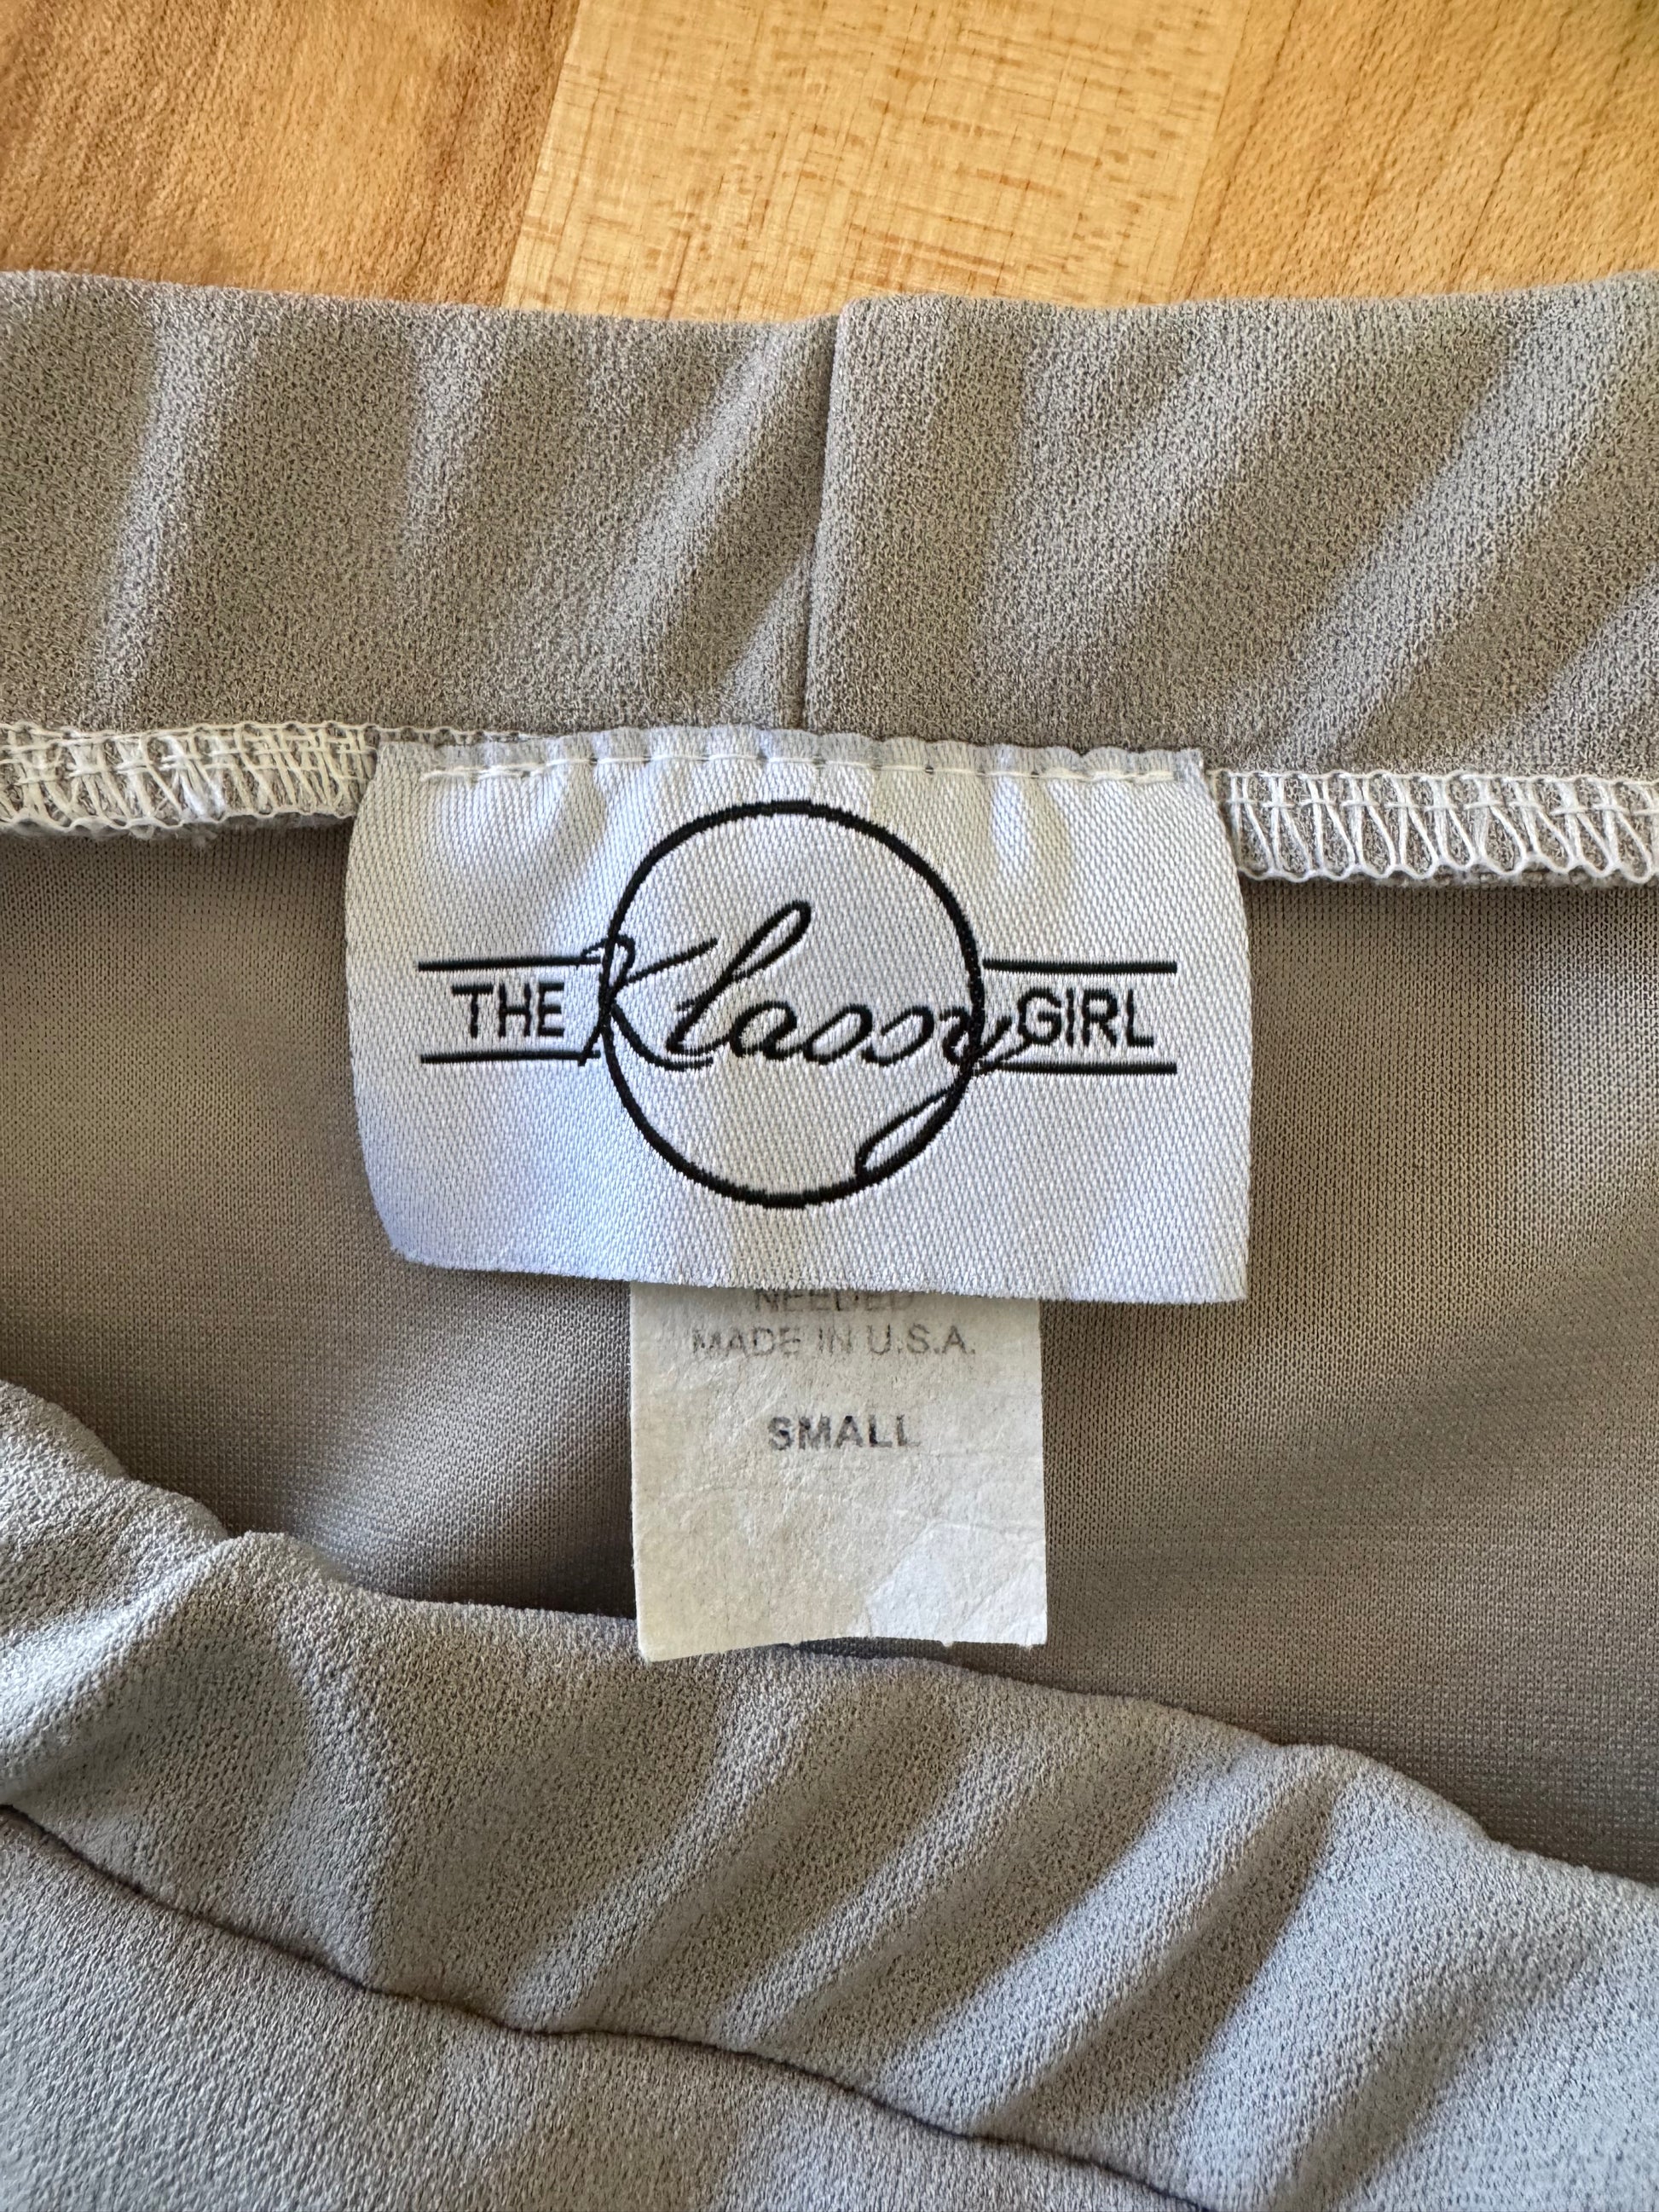 THE Klassy GIRL
NEEDED
MADE IN U.S.A.
SMALL